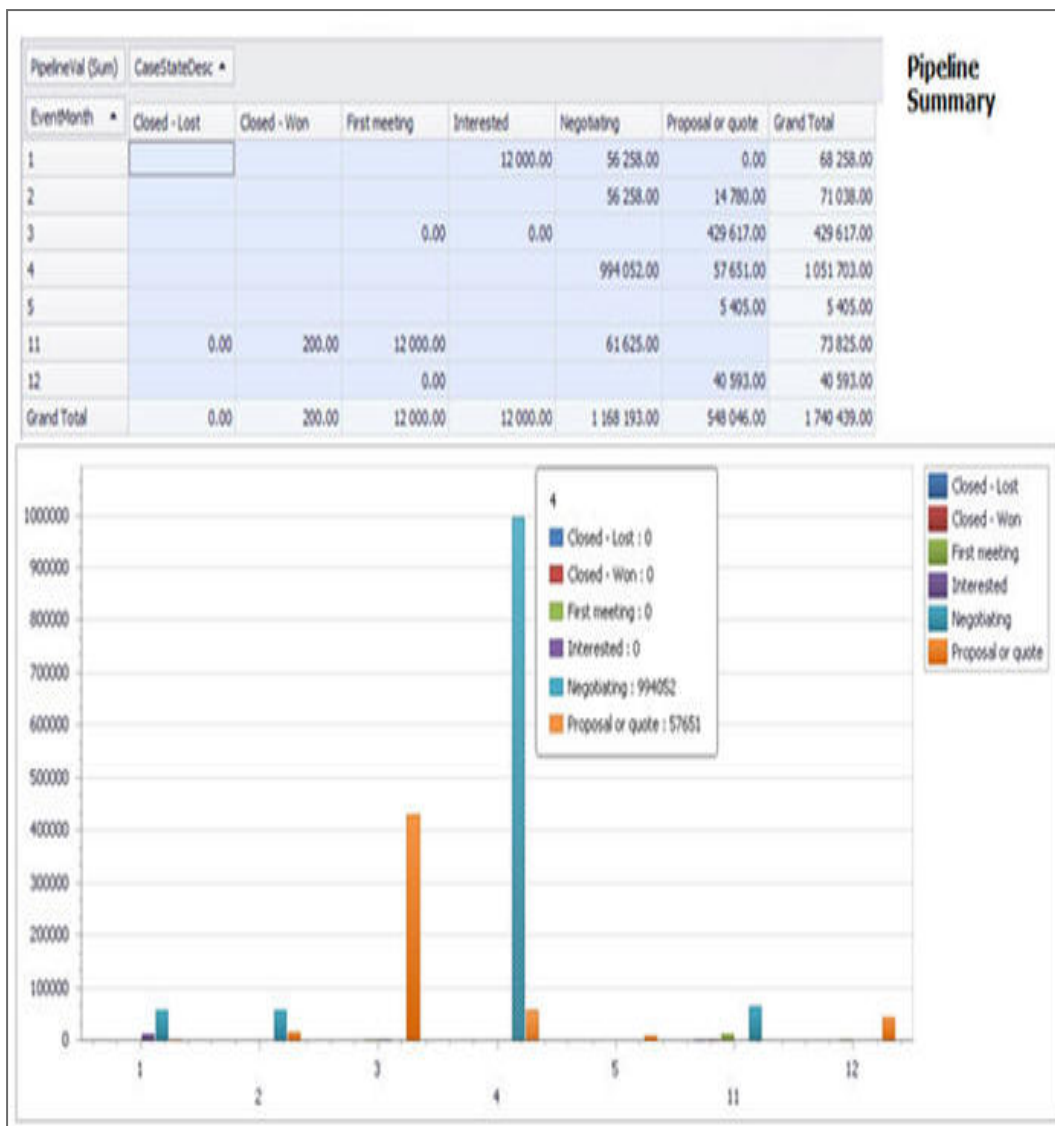 PipelineVal (Sum) CaseStateDesc
Pipeline
Summary
EventMonth Closed - Lost Closed - Won First meeting Interested Negotiating Proposal or quote Grand Total
1 12 000.00 56 258.00 0.00 68 258.00
2 56 258.00 14 780.00 71 038.00
3 0.00 0.00 429 617.00 429 617.00
4 994 052.00 57 651.00 1 051 703.00
5 5 405.00 5 405.00
11 0.00 200.00 12 000.00 61 625.00 73 825.00
12 0.00 40 593.00 40 593.00
Grand Total 0.00 200.00 12 000.00 12 000.00 1 168 193.00 548 046.00 1 740 439.00
1000000
900000
800000
700000
600000
500000
400000
300000
200000
100000
0
4
Closed - Lost : 0
Closed - Won : 0
First meeting : 0
Interested : 0
Negotiating : 994052
Proposal or quote : 57651
Closed - Lost
Closed - Won
First meeting
Interested
Negotiating
Proposal or quote
1 3 5 12
2 4 11